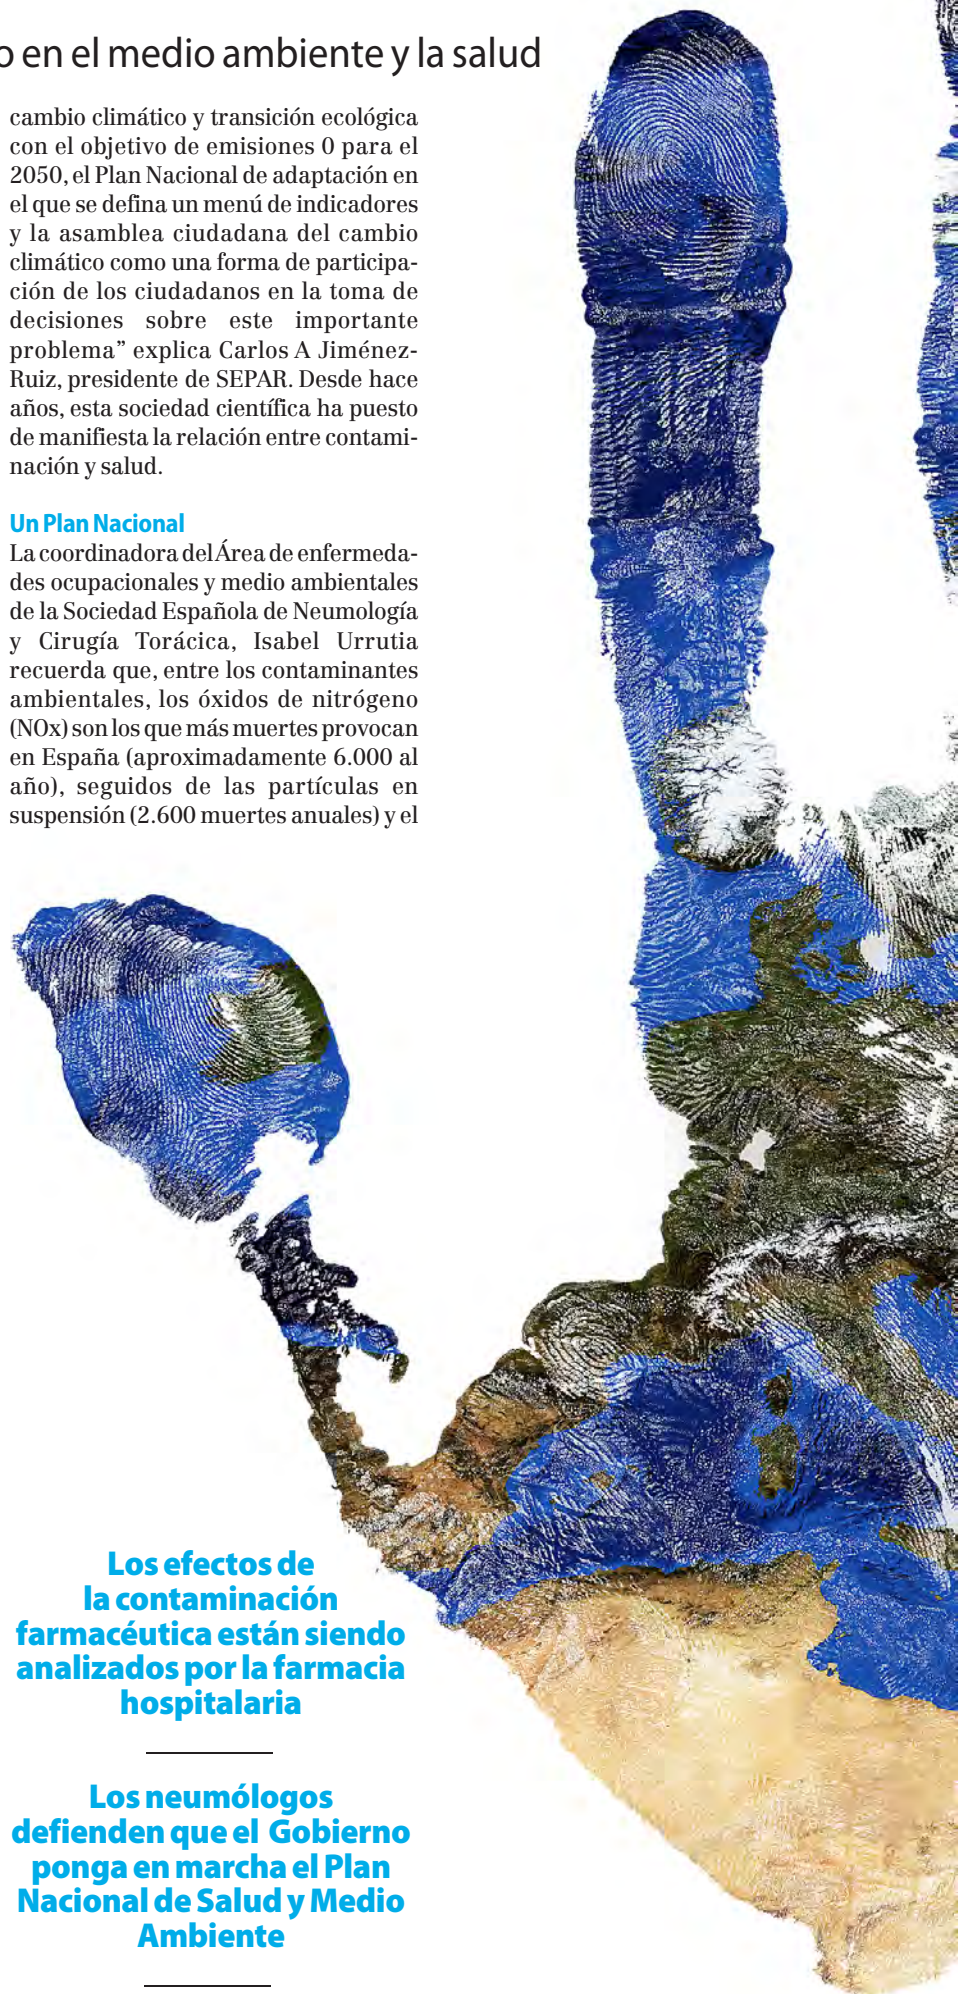 en el medio ambiente y la salud
cambio climático y transición ecológica
con el objetivo de emisiones 0 para el
2050, el Plan Nacional de adaptación en
el que se defina un menú de indicadores
y la asamblea ciudadana del cambio
climático como una forma de participa-
ción de los ciudadanos en la toma de
decisiones sobre este importante
problema” explica Carlos A Jiménez-
Ruiz, presidente de SEPAR. Desde hace
años, esta sociedad científica ha puesto
de manifiesta la relación entre contami-
nación y salud.
Un Plan Nacional
La coordinadora del Área de enfermeda-
des ocupacionales y medio ambientales
de la Sociedad Española de Neumología
y Cirugía Torácica, Isabel Urrutia
recuerda que, entre los contaminantes
ambientales, los óxidos de nitrógeno
(NOx) son los que más muertes provocan
en España (aproximadamente 6.000 al
año), seguidos de las partículas en
suspensión (2.600 muertes anuales) y el
Los efectos de
la contaminación
farmacéutica están siendo
analizados por la farmacia
hospitalaria
Los neumólogos
defienden que el Gobierno
ponga en marcha el Plan
Nacional de Salud y Medio
Ambiente